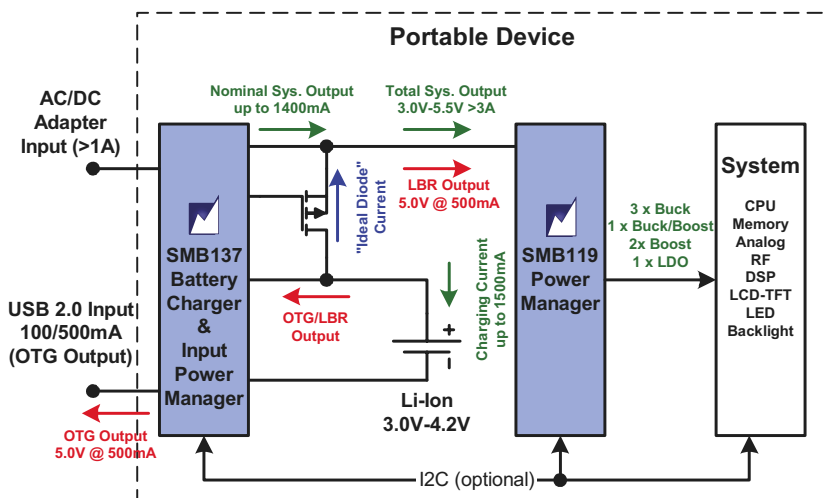 Portable Device
Nominal Sys. Output
up to 1400mA
Total Sys. Output
3.0V-5.5V >3A
AC/DC
Adapter
Input (>1A)
"Ideal Diode"
Current
LBR Output
5.0V @ 500mA
System
CPU
Memory
Analog
RF
DSP
LCD-TFT
LED
Backlight
3 x Buck
1 x Buck/Boost
2x Boost
1 x LDO
SMB137
Battery
Charger
&
Input
Power
Manager
SMB119
Power
Manager
USB 2.0 Input
100/500mA
(OTG Output)
OTG/LBR
Output
Charging Current
up to 1500mA
+
Li-Ion
3.0V-4.2V
OTG Output
5.0V @ 500mA
I2C (optional)